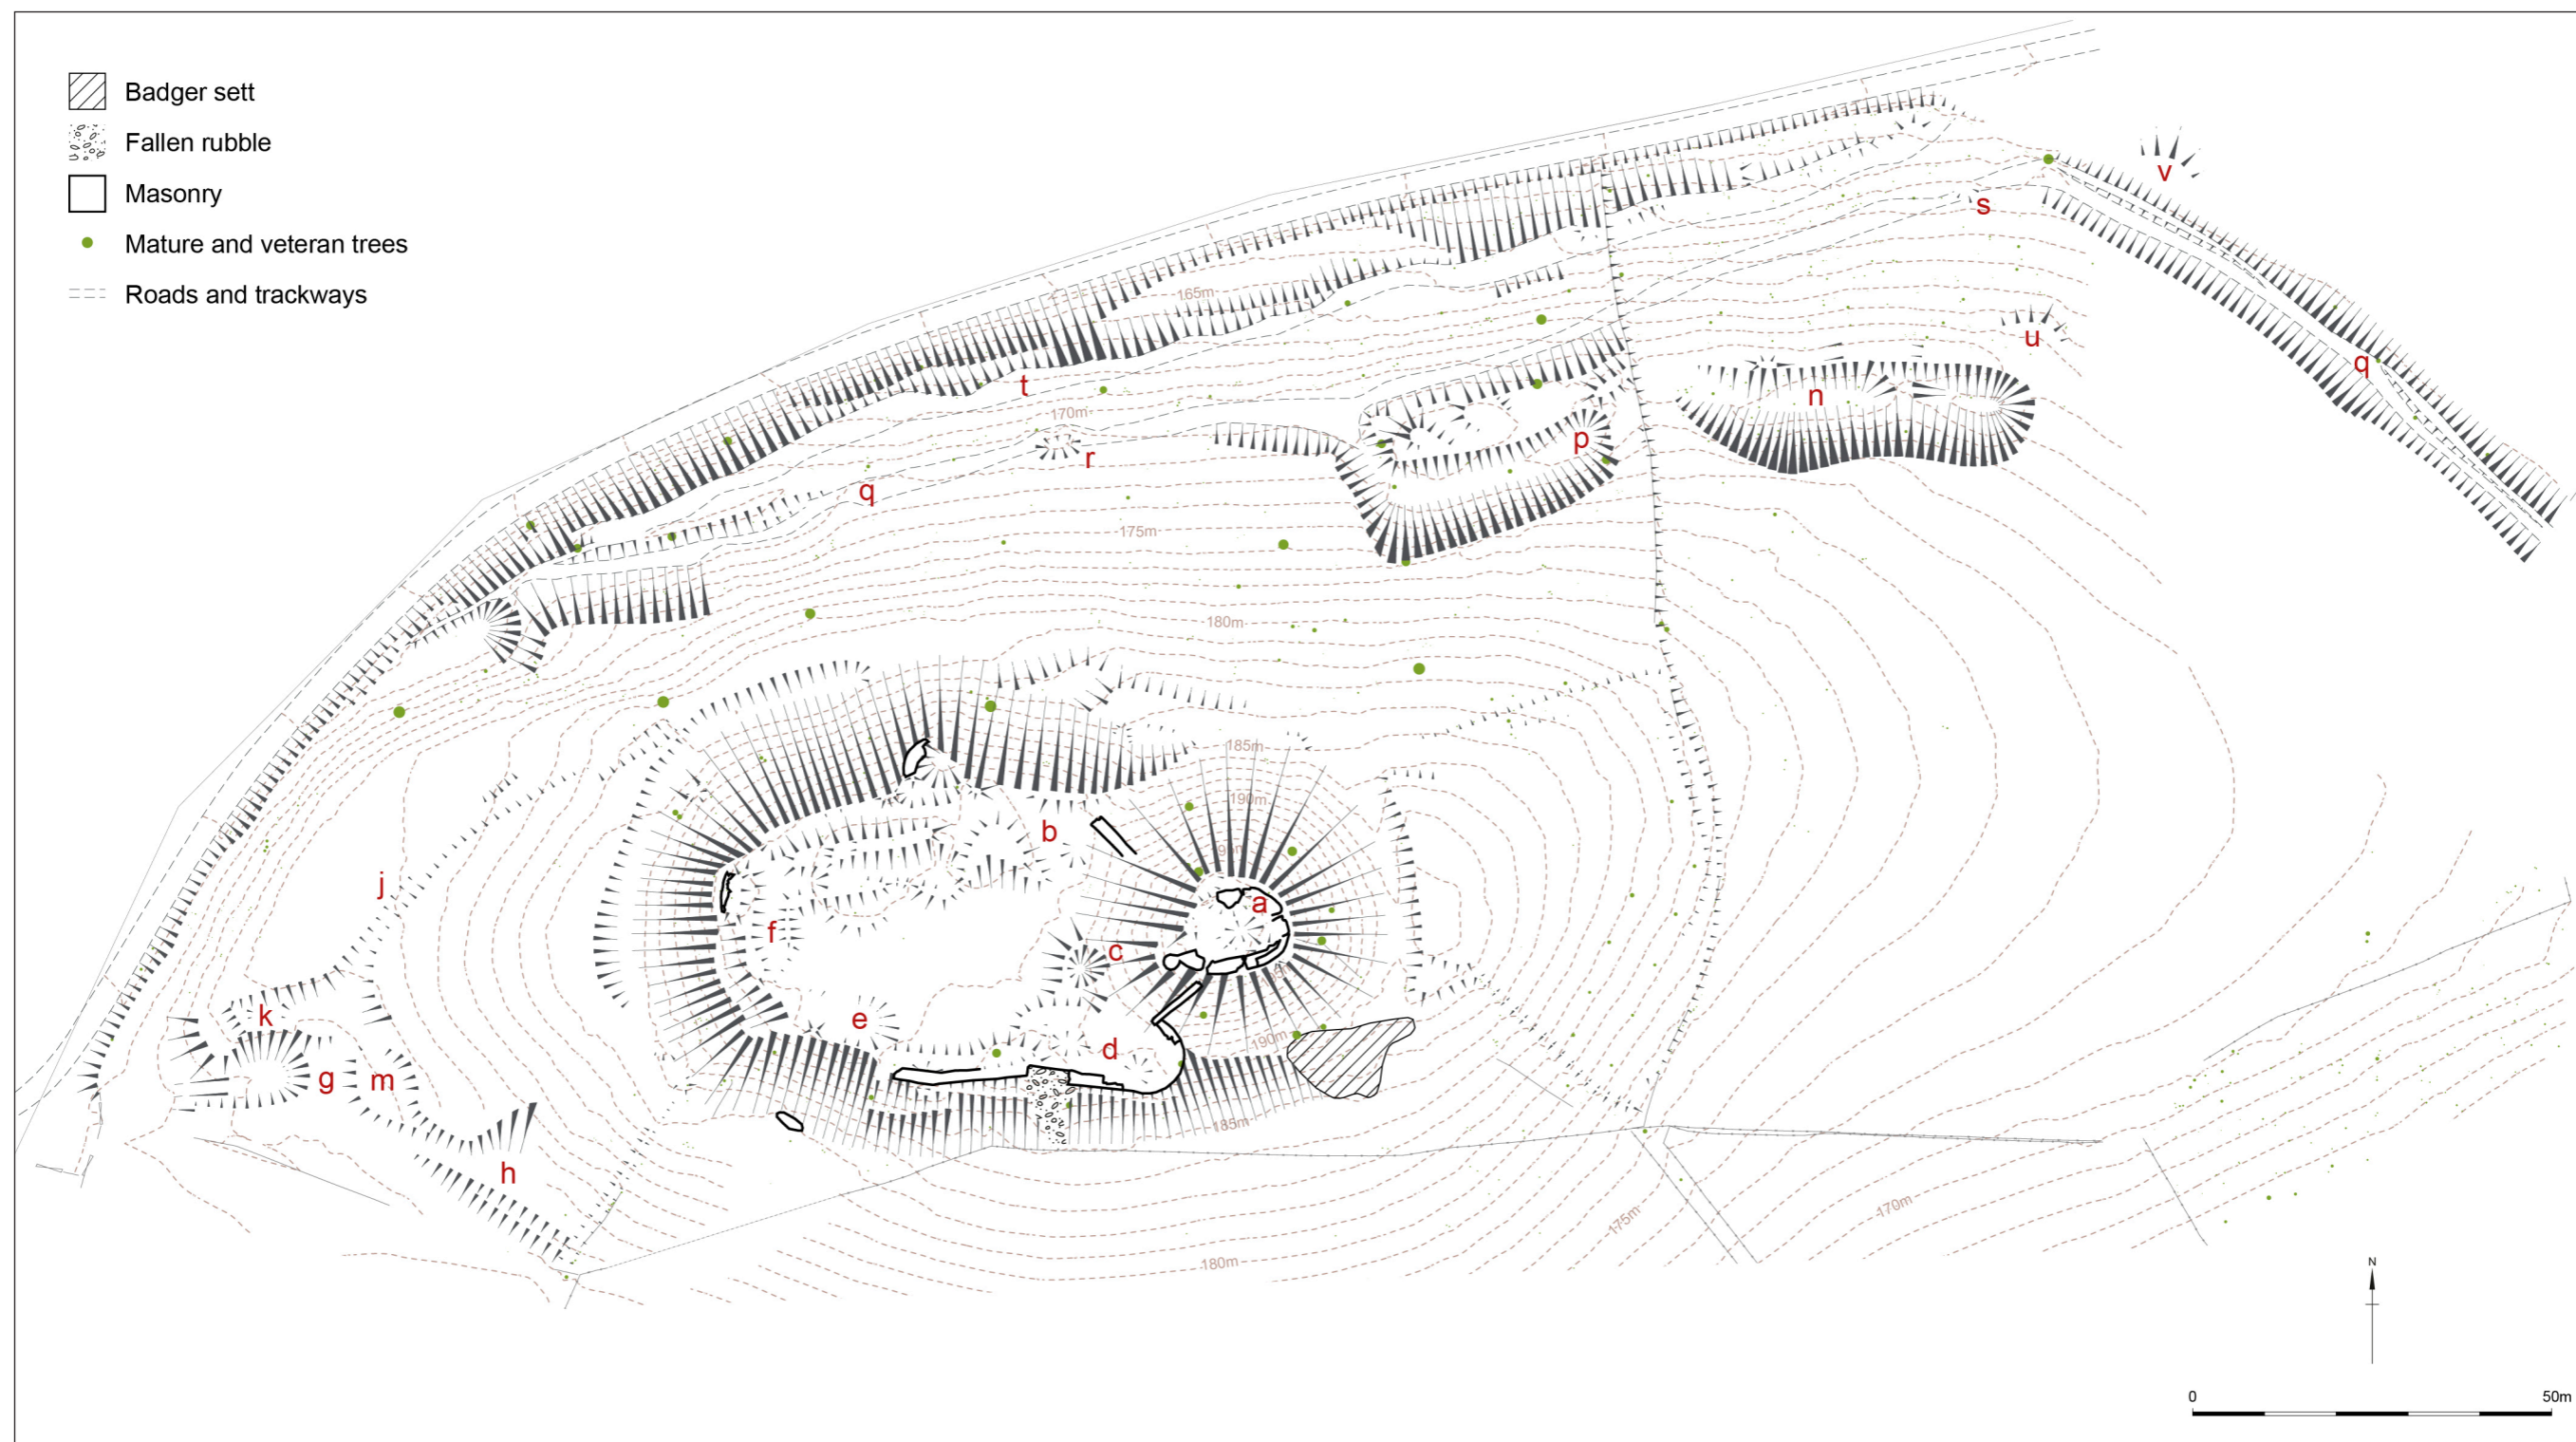 Badger sett
Fallen rubble
Masonry
Mature and veteran trees
Roads and trackways
v
s
165m
u
q
t
n
170m
p
r
q
175m
180m
185m
190m
b
195m
j
a
f
c
k
e
190m
d
g
m
185m
h
170m
175m
180m
N
0
50m